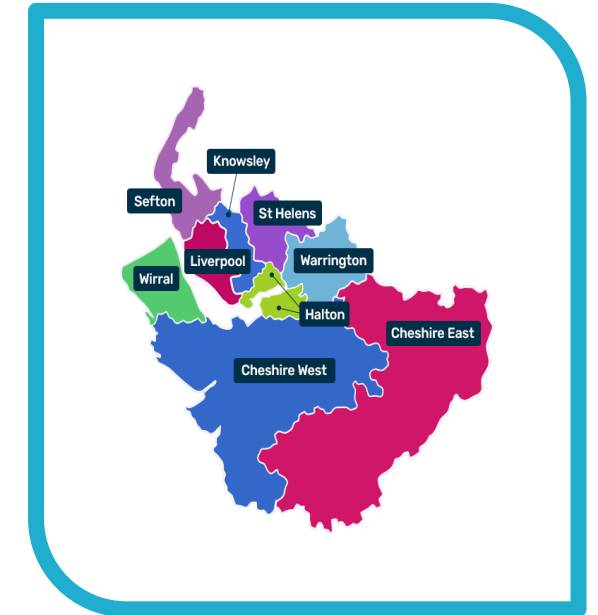 Knowsley
Sefton
St Helens
Liverpool
Warrington
Wirral
Halton
Cheshire East
Cheshire West